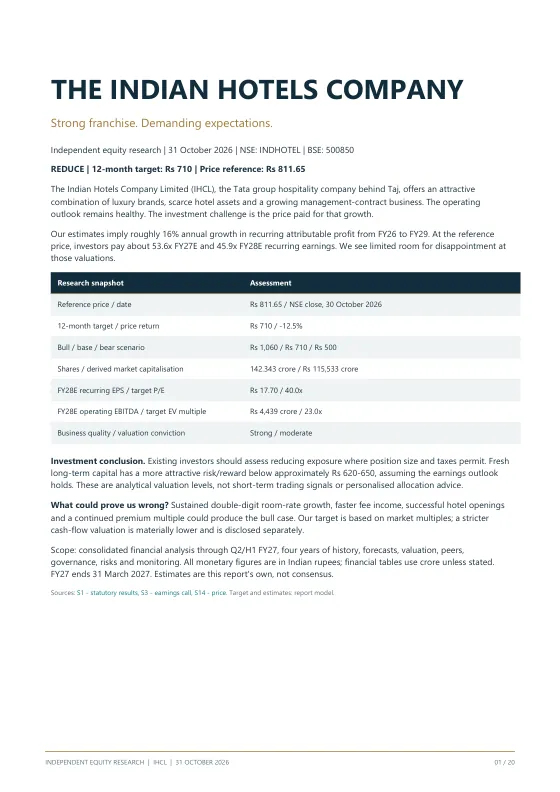 THE INDIAN HOTELS COMPANY
Strong franchise. Demanding expectations.
Independent equity research | 31 October 2026 | NSE: INDHOTEL | BSE: 500850
REDUCE | 12-month target: Rs 710 | Price reference: Rs 811.65
The Indian Hotels Company Limited (IHCL), the Tata group hospitality company behind Taj, offers an attractive
combination of luxury brands, scarce hotel assets and a growing management-contract business. The operating
outlook remains healthy. The investment challenge is the price paid for that growth.
Our estimates imply roughly 16% annual growth in recurring attributable profit from FY26 to FY29. At the reference
price, investors pay about 53.6x FY27E and 45.9x FY28E recurring earnings. We see limited room for disappointment at
those valuations.
Research snapshot Assessment
Reference price / date Rs 811.65 / NSE close, 30 October 2026
12-month target / price return Rs 710 / -12.5%
Bull / base / bear scenario Rs 1,060 / Rs 710 / Rs 500
Shares / derived market capitalisation 142.343 crore / Rs 115,533 crore
FY28E recurring EPS / target P/E Rs 17.70 / 40.0x
FY28E operating EBITDA / target EV multiple Rs 4,439 crore / 23.0x
Business quality / valuation conviction Strong / moderate
Investment conclusion. Existing investors should assess reducing exposure where position size and taxes permit. Fresh
long-term capital has a more attractive risk/reward below approximately Rs 620-650, assuming the earnings outlook
holds. These are analytical valuation levels, not short-term trading signals or personalised allocation advice.
What could prove us wrong? Sustained double-digit room-rate growth, faster fee income, successful hotel openings
and a continued premium multiple could produce the bull case. Our target is based on market multiples; a stricter
cash-flow valuation is materially lower and is disclosed separately.
Scope: consolidated financial analysis through Q2/H1 FY27, four years of history, forecasts, valuation, peers,
governance, risks and monitoring. All monetary figures are in Indian rupees; financial tables use crore unless stated.
FY27 ends 31 March 2027. Estimates are this report's own, not consensus.
Sources: S1 - statutory results, S3 - earnings call, S14 - price. Target and estimates: report model.
INDEPENDENT EQUITY RESEARCH | IHCL | 31 OCTOBER 2026 01 / 20